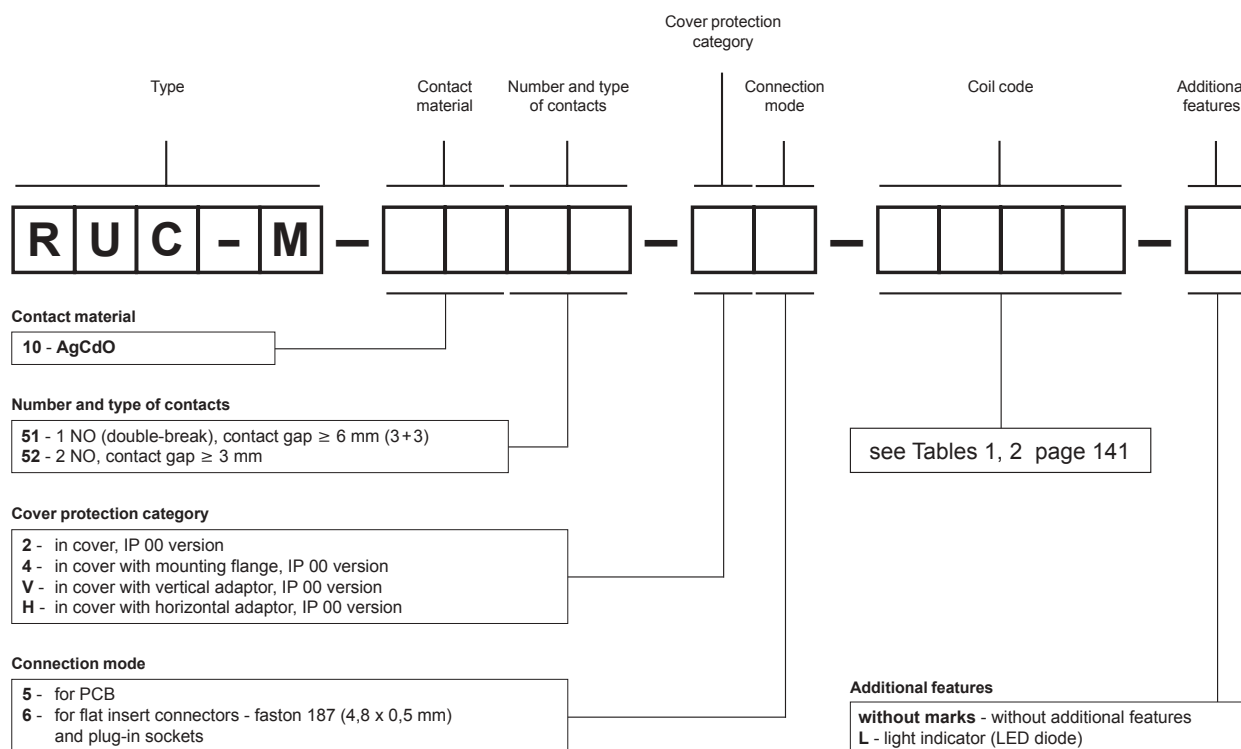 Cover protection
category
Type
Contact
material
Number and type
of contacts
Connection
mode
Coil code
Additional
features
R U C - M - - - -
Contact material
10 - AgCdO
Number and type of contacts
51 - 1 NO (double-break), contact gap ≥ 6 mm (3+3)
52 - 2 NO, contact gap ≥ 3 mm
see Tables 1, 2 page 141
Cover protection category
2 - in cover, IP 00 version
4 - in cover with mounting flange, IP 00 version
V - in cover with vertical adaptor, IP 00 version
H - in cover with horizontal adaptor, IP 00 version
Connection mode
5 - for PCB
6 - for flat insert connectors - faston 187 (4,8 x 0,5 mm)
and plug-in sockets
Additional features
without marks - without additional features
L - light indicator (LED diode)